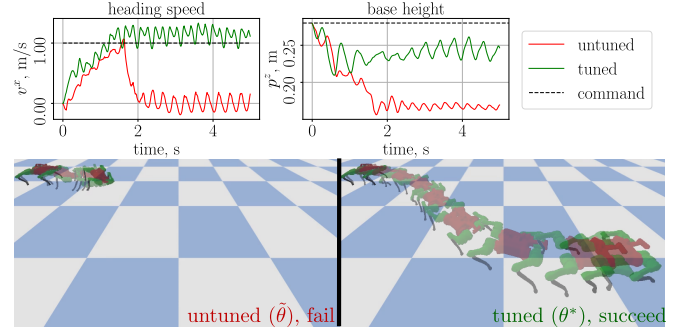 heading speed
base height
1.00
0.00
v^x, m/s
0 2 4
time, s
0.25
0.20
p^z, m
0 2 4
time, s
untuned
tuned
command
untuned (θ̃), fail
tuned (θ*), succeed